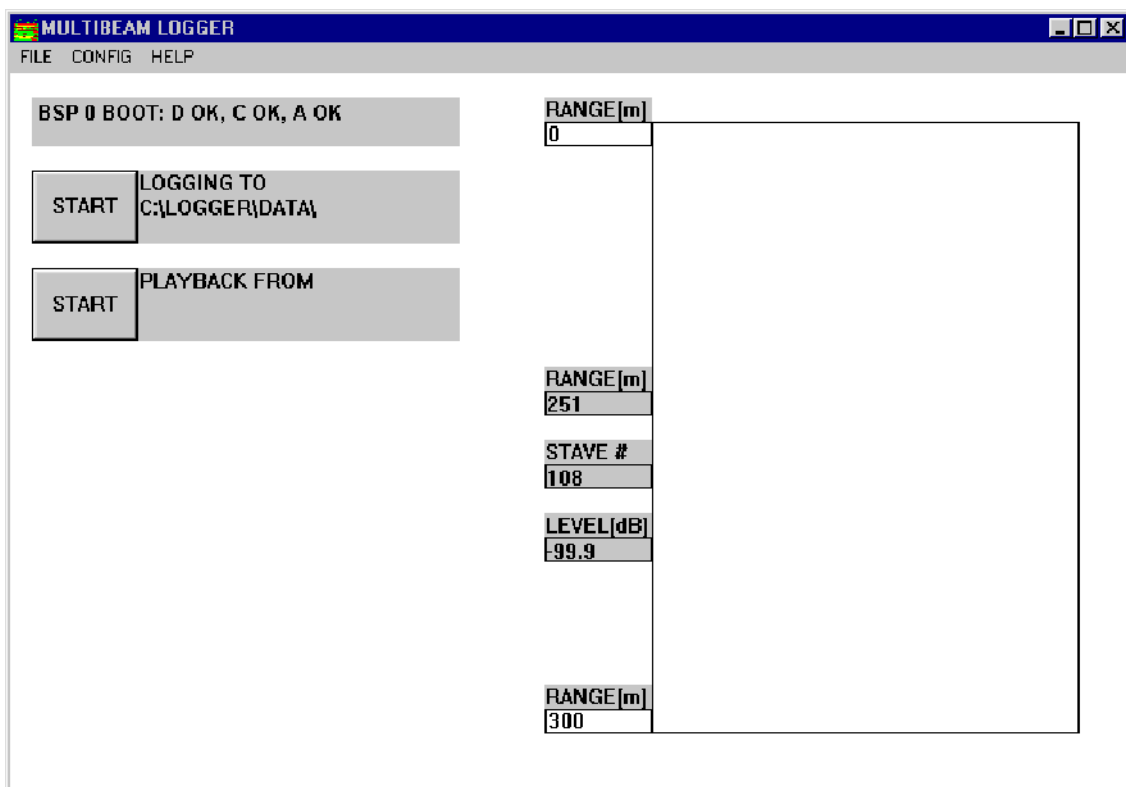 MULTIBEAM LOGGER
FILE CONFIG HELP
BSP 0 BOOT: D OK, C OK, A OK
START
LOGGING TO
C:\LOGGER\DATA\
START
PLAYBACK FROM
RANGE[m]
0
RANGE[m]
251
STAVE #
108
LEVEL[dB]
-99.9
RANGE[m]
300